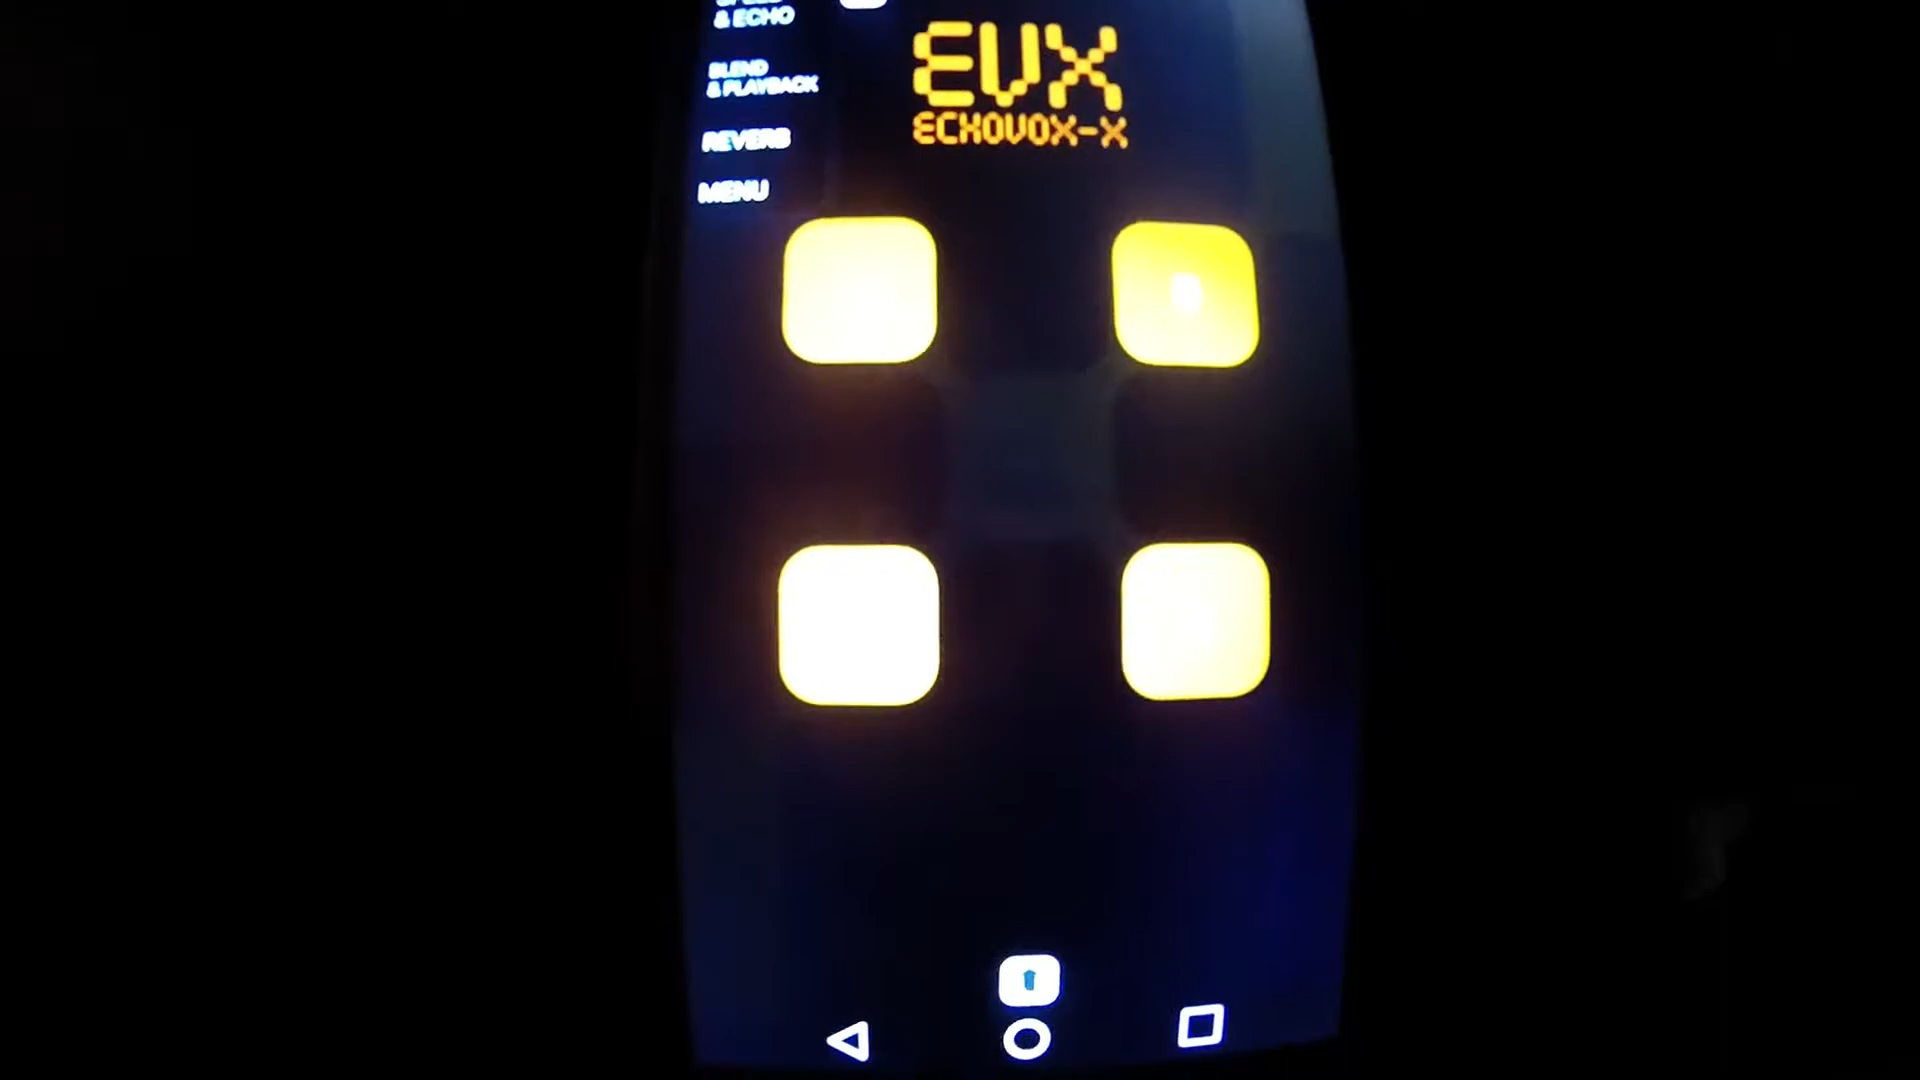 & ECHO
BLEND
& PLAYBACK
REVERB
MENU
EVX
ECHOVOX-X